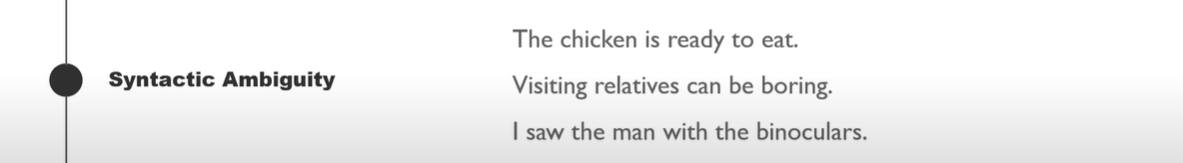 The chicken is ready to eat.
Syntactic Ambiguity
Visiting relatives can be boring.
I saw the man with the binoculars.